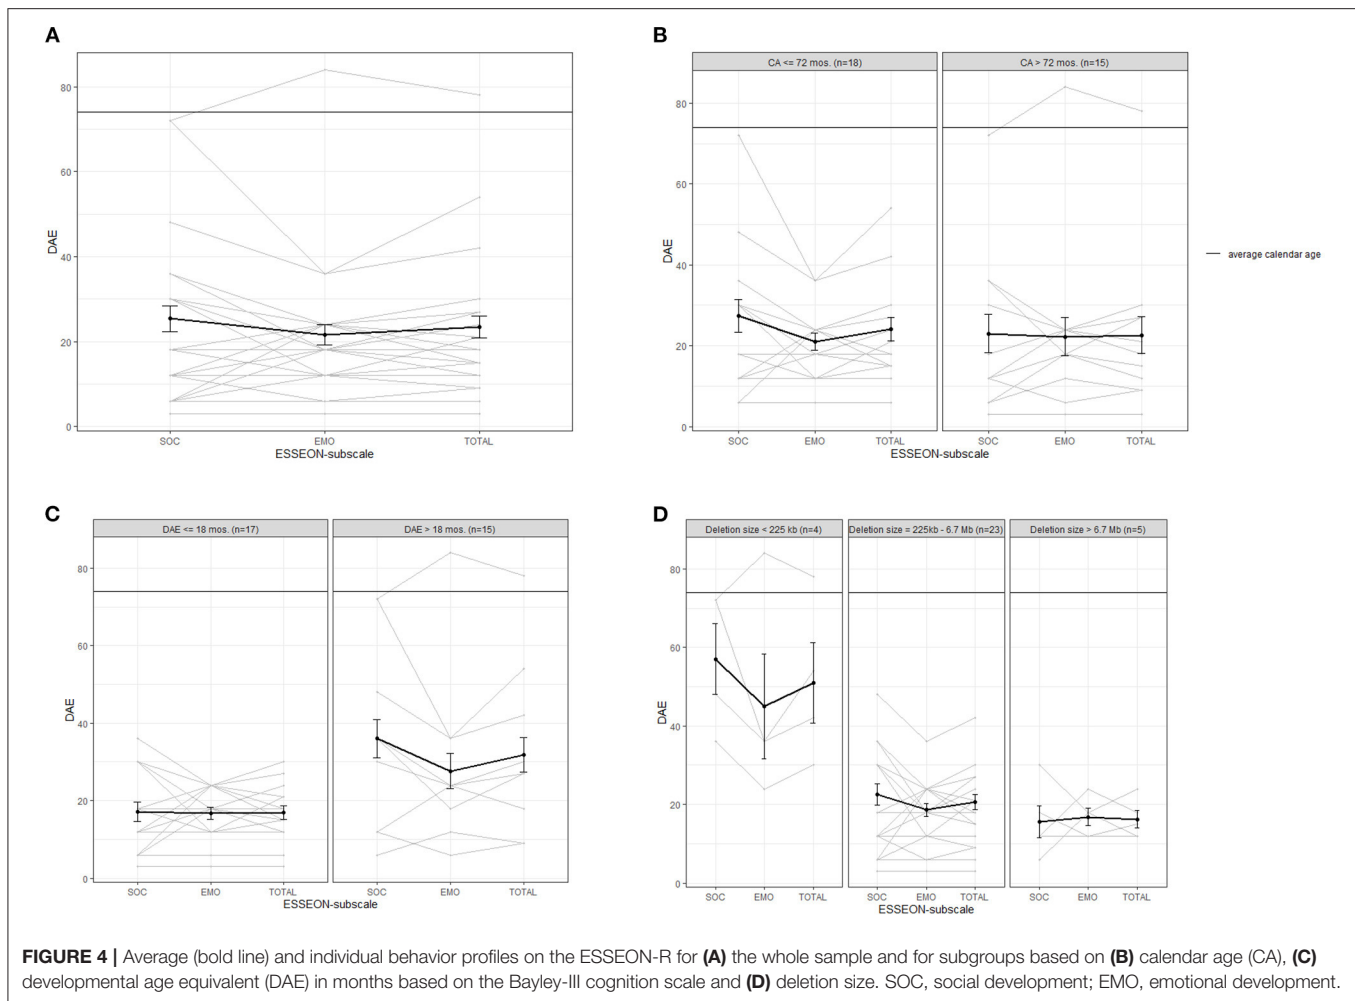 A
80
60
40
20
0
DAE
SOC EMO TOTAL
ESSEON-subscale
B
CA <= 72 mos. (n=18) CA > 72 mos. (n=15)
80
60
40
20
0
DAE
SOC EMO TOTAL SOC EMO TOTAL
ESSEON-subscale
average calendar age
C
DAE <= 18 mos. (n=17) DAE > 18 mos. (n=15)
80
60
40
20
0
DAE
SOC EMO TOTAL SOC EMO TOTAL
ESSEON-subscale
D
Deletion size < 225 kb (n=4) Deletion size = 225kb - 6.7 Mb (n=23) Deletion size > 6.7 Mb (n=5)
80
60
40
20
0
DAE
SOC EMO TOTAL SOC EMO TOTAL SOC EMO TOTAL
ESSEON-subscale
FIGURE 4 | Average (bold line) and individual behavior profiles on the ESSEON-R for (A) the whole sample and for subgroups based on (B) calendar age (CA), (C)
developmental age equivalent (DAE) in months based on the Bayley-III cognition scale and (D) deletion size. SOC, social development; EMO, emotional development.